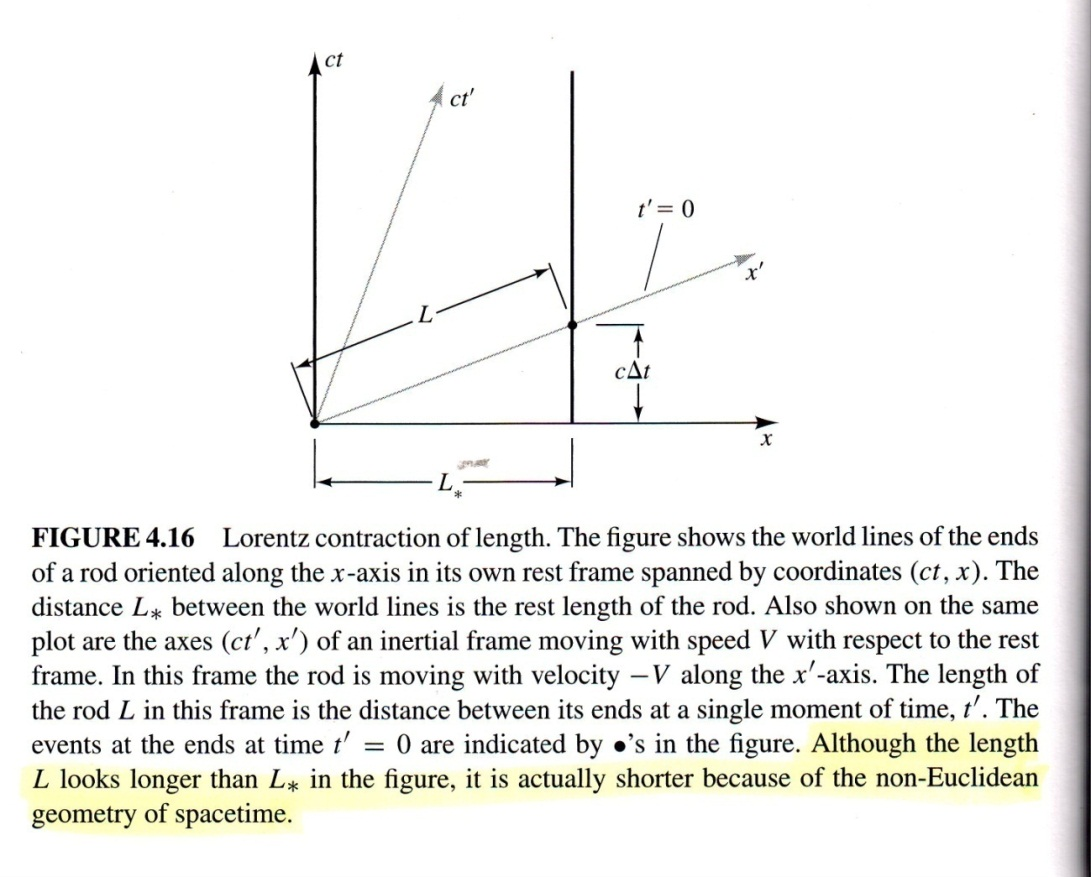 ct
ct′
t′ = 0
x′
L
cΔt
x
L*
FIGURE 4.16 Lorentz contraction of length. The figure shows the world lines of the ends
of a rod oriented along the x-axis in its own rest frame spanned by coordinates (ct, x). The
distance L* between the world lines is the rest length of the rod. Also shown on the same
plot are the axes (ct′, x′) of an inertial frame moving with speed V with respect to the rest
frame. In this frame the rod is moving with velocity −V along the x′-axis. The length of
the rod L in this frame is the distance between its ends at a single moment of time, t′. The
events at the ends at time t′ = 0 are indicated by ●'s in the figure. Although the length
L looks longer than L* in the figure, it is actually shorter because of the non-Euclidean
geometry of spacetime.